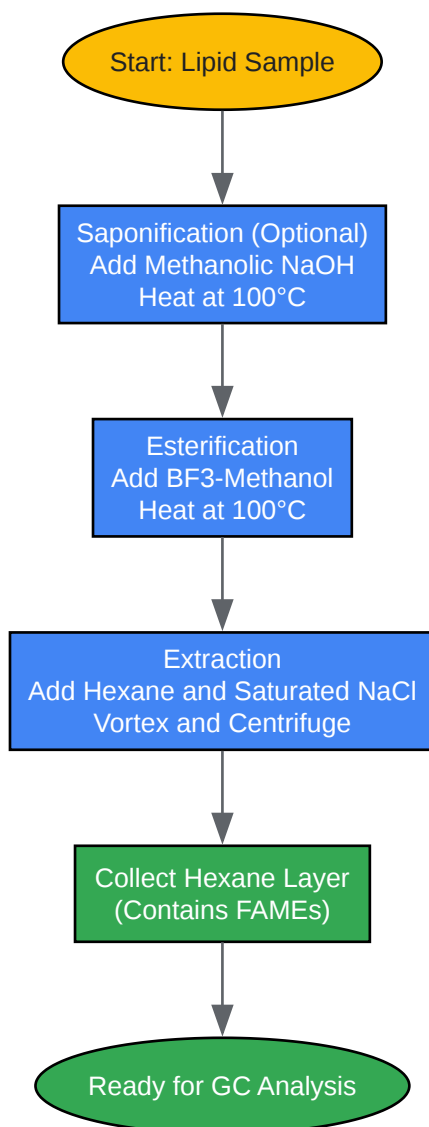 Start: Lipid Sample
Saponification (Optional)
Add Methanolic NaOH
Heat at 100°C
Esterification
Add BF3-Methanol
Heat at 100°C
Extraction
Add Hexane and Saturated NaCl
Vortex and Centrifuge
Collect Hexane Layer
(Contains FAMEs)
Ready for GC Analysis